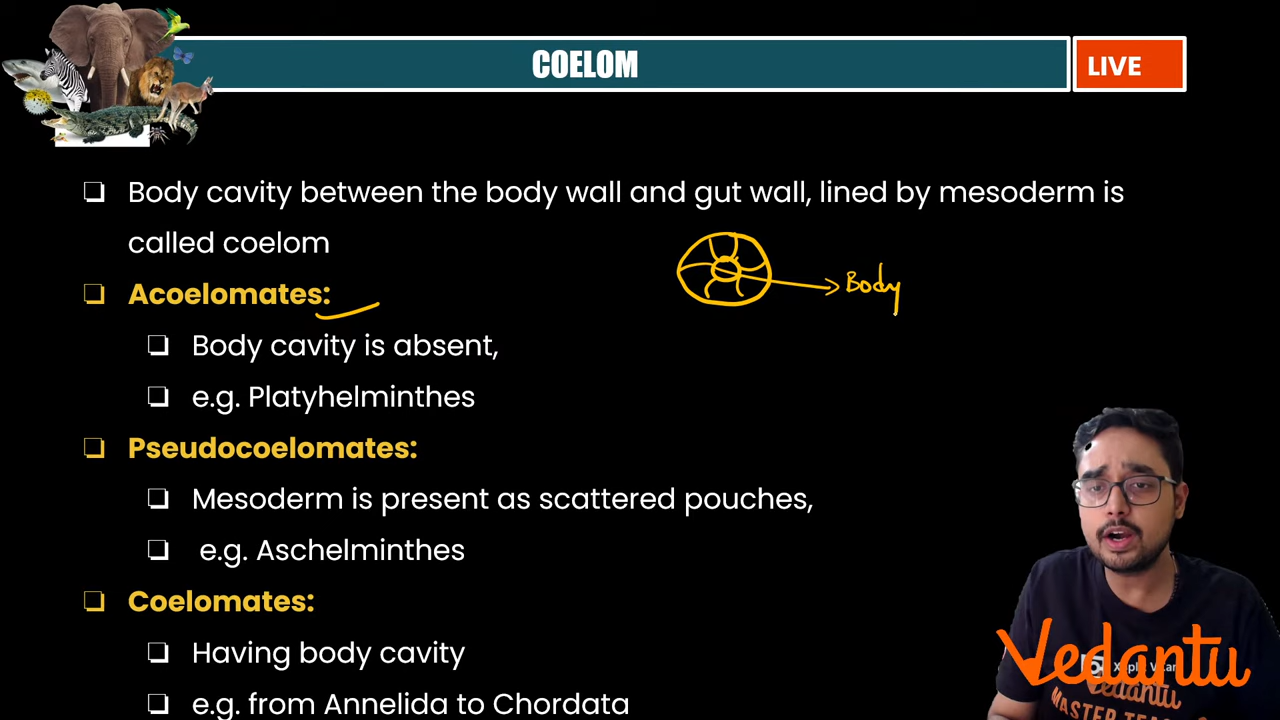 COELOM
LIVE
❏ Body cavity between the body wall and gut wall, lined by mesoderm is
called coelom
Body
❏ Acoelomates:
❏ Body cavity is absent,
❏ e.g. Platyhelminthes
❏ Pseudocoelomates:
❏ Mesoderm is present as scattered pouches,
❏ e.g. Aschelminthes
❏ Coelomates:
❏ Having body cavity
❏ e.g. from Annelida to Chordata
Vedantu
Vedantu
MASTER